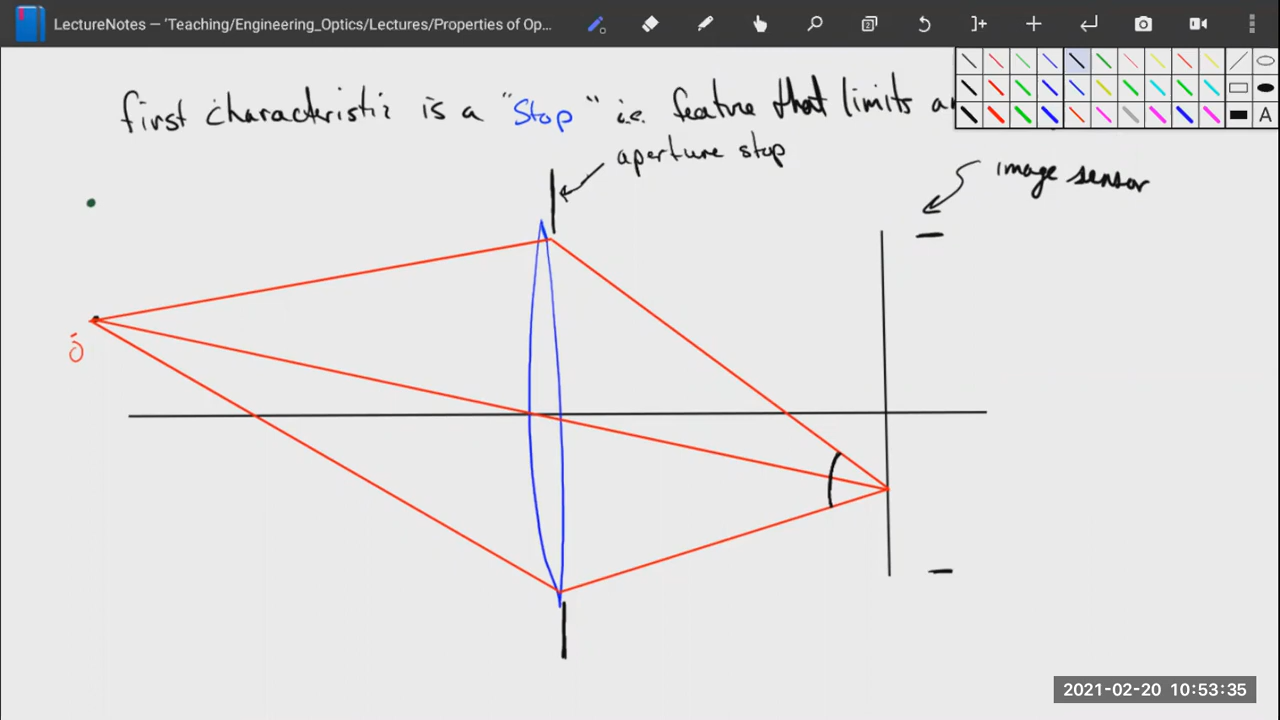 LectureNotes — 'Teaching/Engineering_Optics/Lectures/Properties of Op...
first characteristic is a "Stop" i.e. feature that limits
aperture stop
image sensor
O
A
2021-02-20 10:53:35